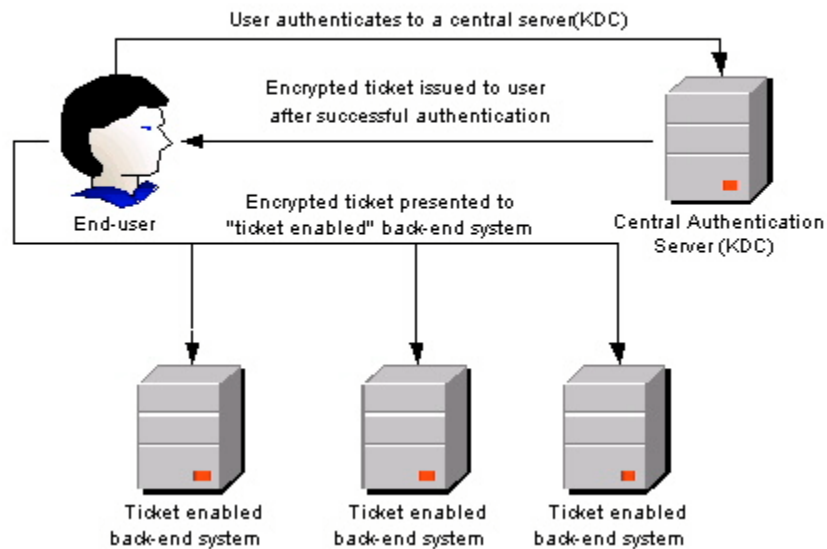 User authenticates to a central server(KDC)
Encrypted ticket issued to user
after successful authentication
End-user
Encrypted ticket presented to
"ticket enabled" back-end system
Central Authentication
Server (KDC)
Ticket enabled
back-end system
Ticket enabled
back-end system
Ticket enabled
back-end system